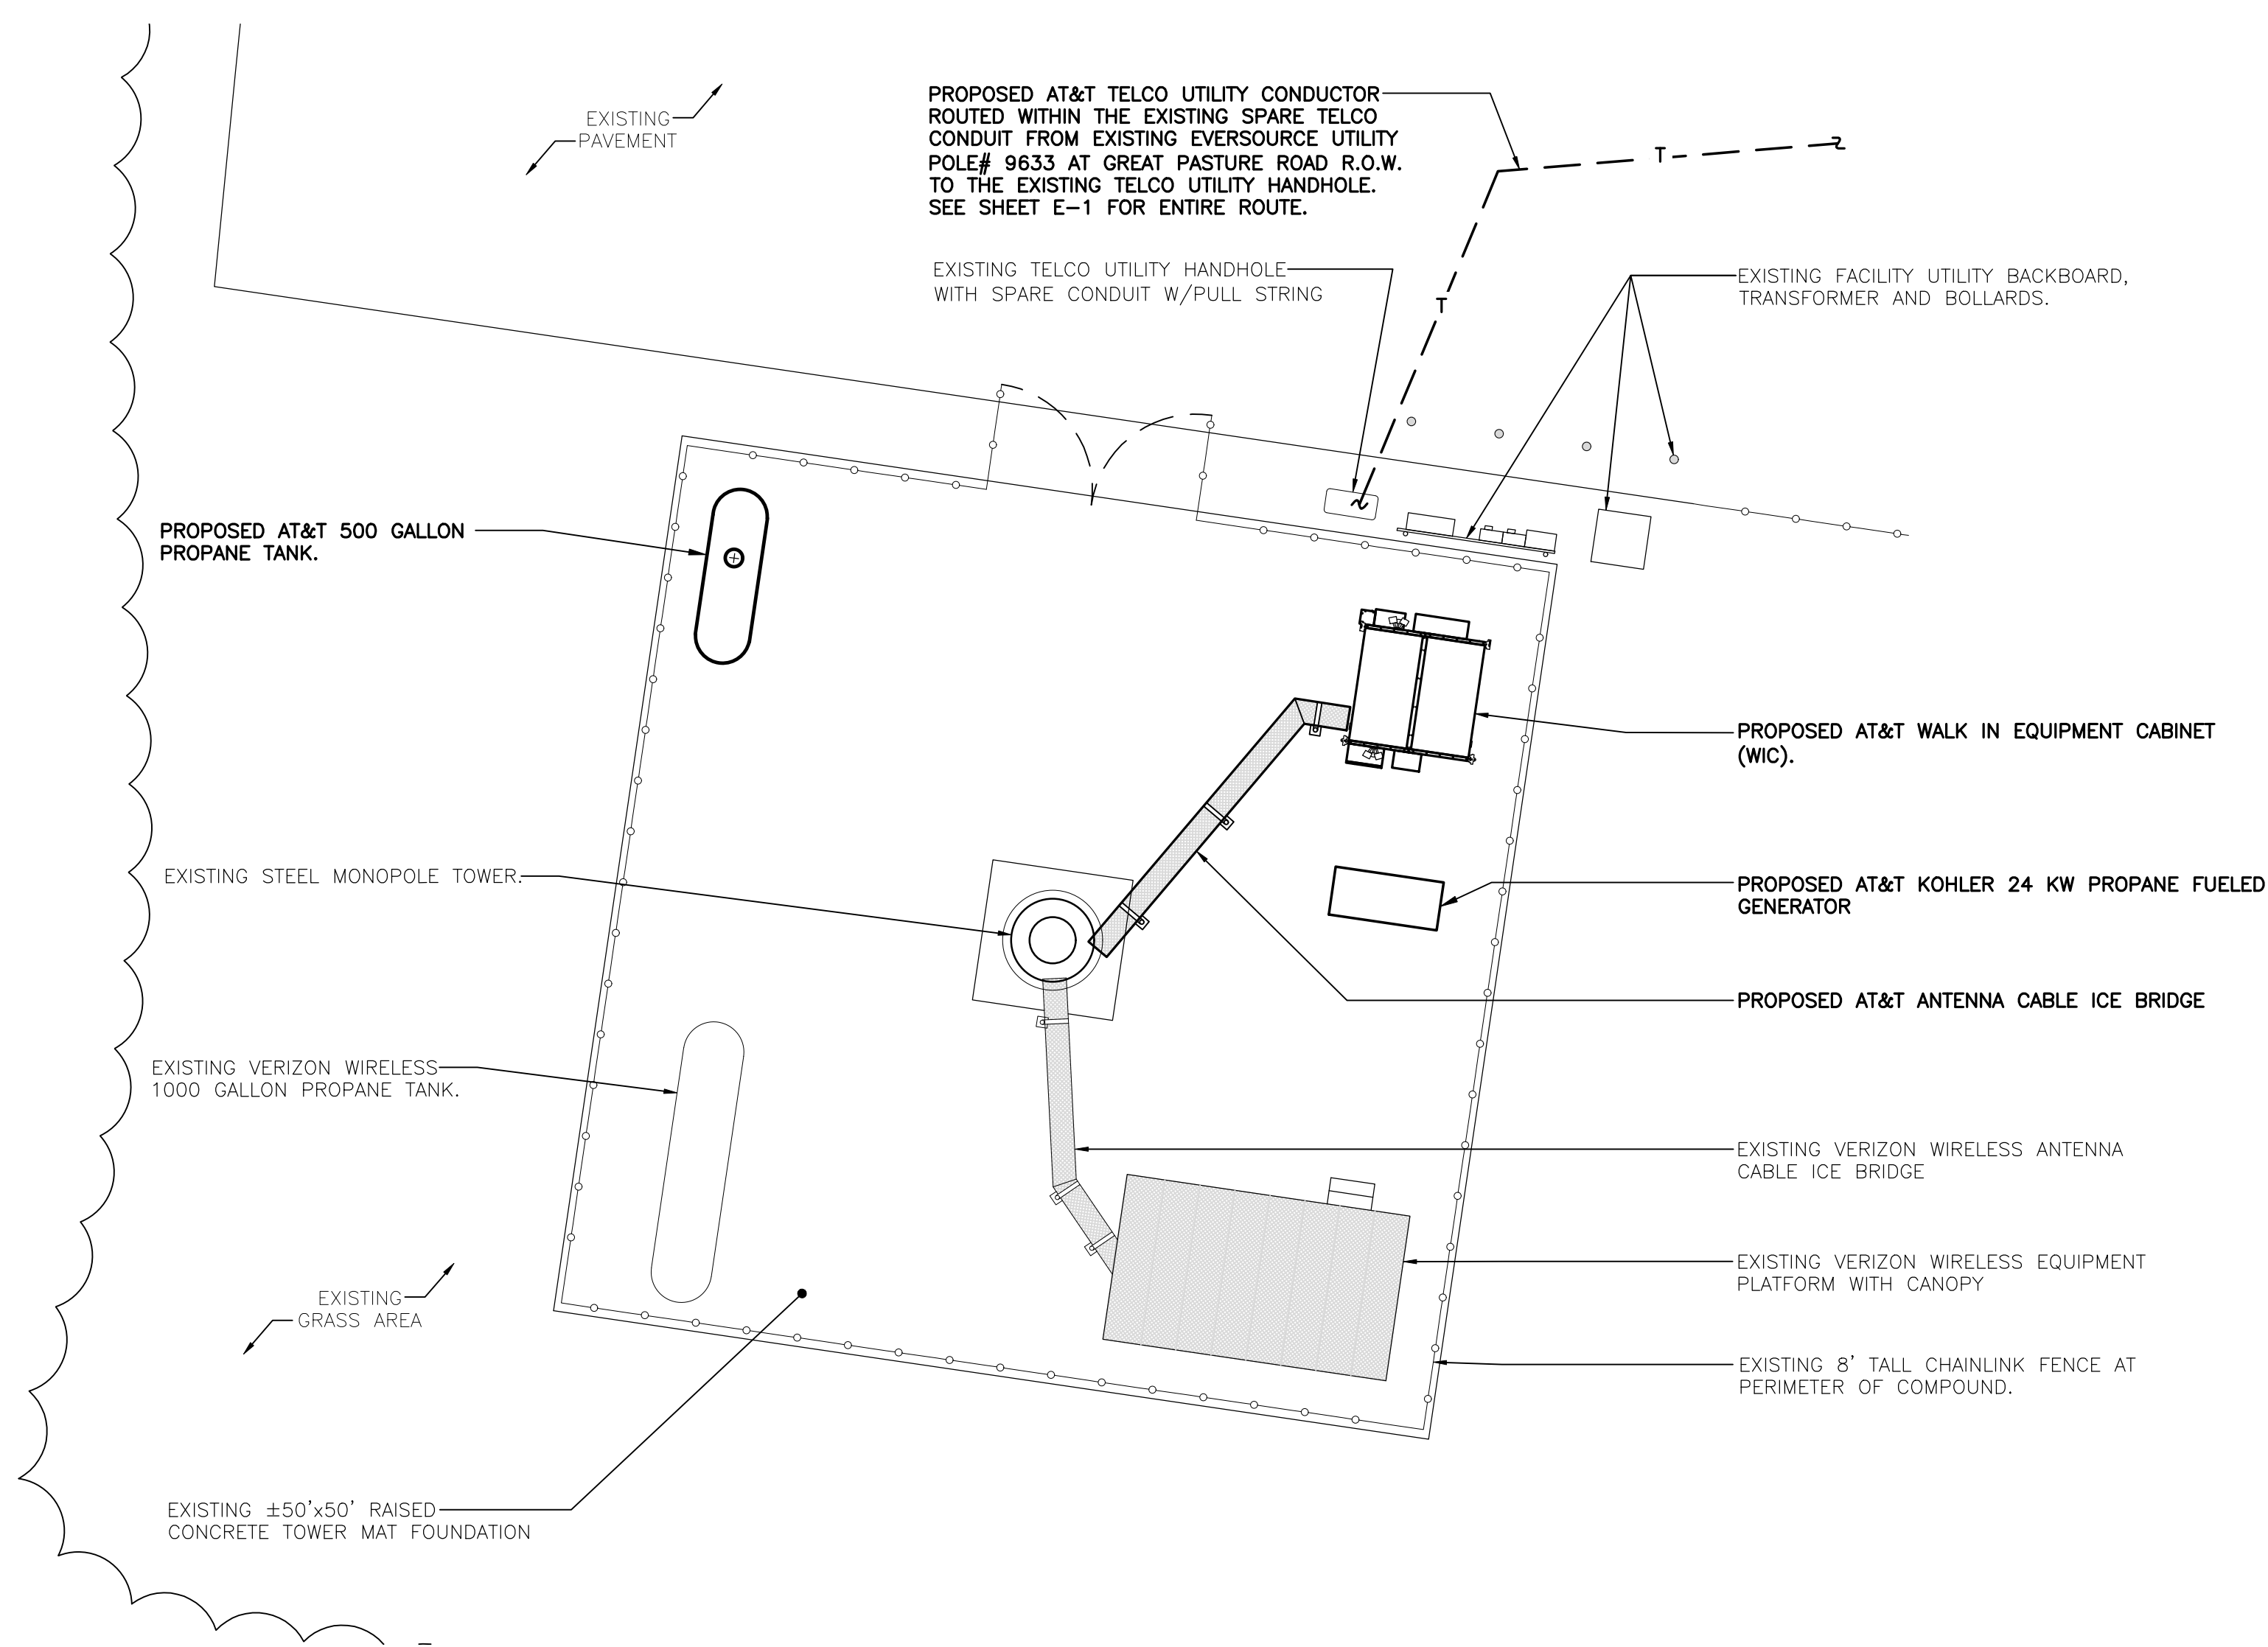 EXISTING
PAVEMENT
PROPOSED AT&T TELCO UTILITY CONDUCTOR
ROUTED WITHIN THE EXISTING SPARE TELCO
CONDUIT FROM EXISTING EVERSOURCE UTILITY
POLE# 9633 AT GREAT PASTURE ROAD R.O.W.
TO THE EXISTING TELCO UTILITY HANDHOLE.
SEE SHEET E-1 FOR ENTIRE ROUTE.
T
T
EXISTING TELCO UTILITY HANDHOLE
WITH SPARE CONDUIT W/PULL STRING
EXISTING FACILITY UTILITY BACKBOARD,
TRANSFORMER AND BOLLARDS.
PROPOSED AT&T 500 GALLON
PROPANE TANK.
PROPOSED AT&T WALK IN EQUIPMENT CABINET
(WIC).
EXISTING STEEL MONOPOLE TOWER.
PROPOSED AT&T KOHLER 24 KW PROPANE FUELED
GENERATOR
PROPOSED AT&T ANTENNA CABLE ICE BRIDGE
EXISTING VERIZON WIRELESS
1000 GALLON PROPANE TANK.
EXISTING VERIZON WIRELESS ANTENNA
CABLE ICE BRIDGE
EXISTING VERIZON WIRELESS EQUIPMENT
PLATFORM WITH CANOPY
EXISTING
GRASS AREA
EXISTING 8' TALL CHAINLINK FENCE AT
PERIMETER OF COMPOUND.
EXISTING ±50'x50' RAISED
CONCRETE TOWER MAT FOUNDATION